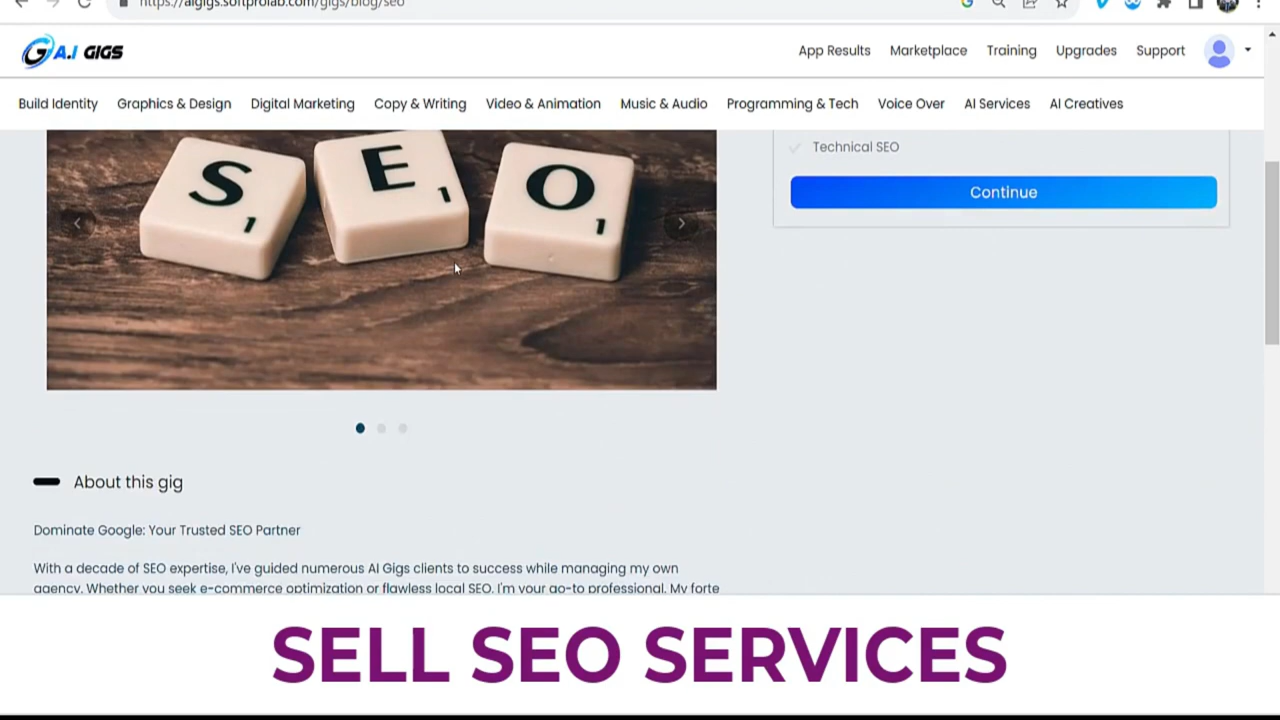 https://aigigs.softprolab.com/gigs/blog/seo
A.I GIGS
App Results Marketplace Training Upgrades Support
Build Identity Graphics & Design Digital Marketing Copy & Writing Video & Animation Music & Audio Programming & Tech Voice Over AI Services AI Creatives
Technical SEO
Continue
S 1 E 1 O 1
About this gig
Dominate Google: Your Trusted SEO Partner
With a decade of SEO expertise, I've guided numerous AI Gigs clients to success while managing my own
agency. Whether you seek e-commerce optimization or flawless local SEO, I'm your go-to professional. My forte
SELL SEO SERVICES